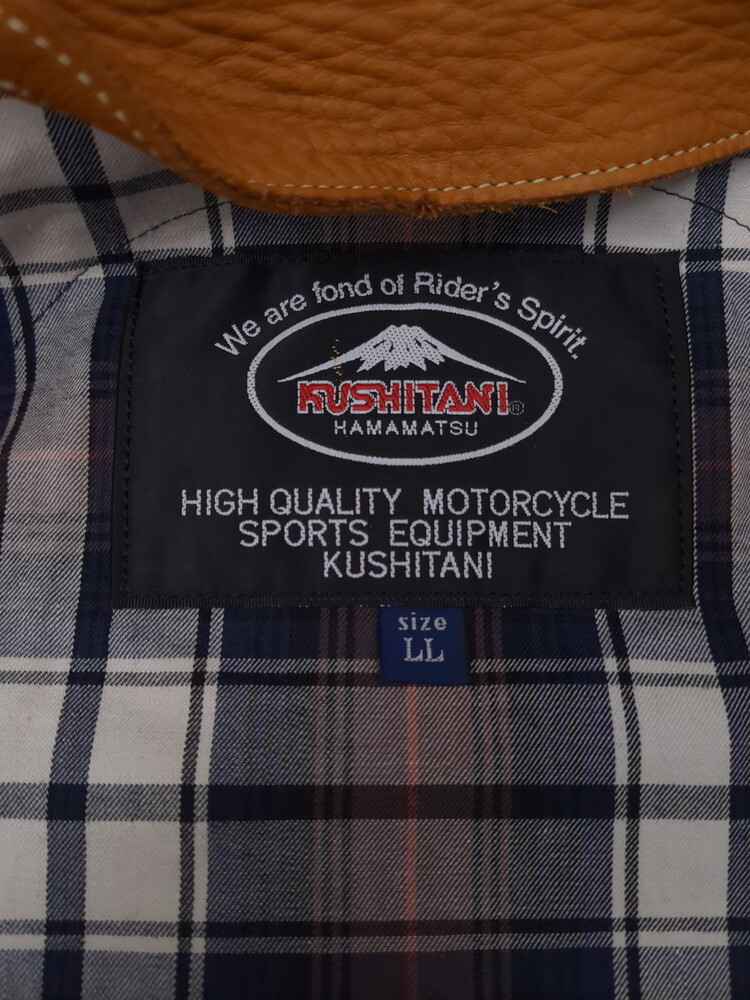 We are fond of Rider's Spirit.
KUSHITANI®
HAMAMATSU
HIGH QUALITY MOTORCYCLE
SPORTS EQUIPMENT
KUSHITANI
size
LL